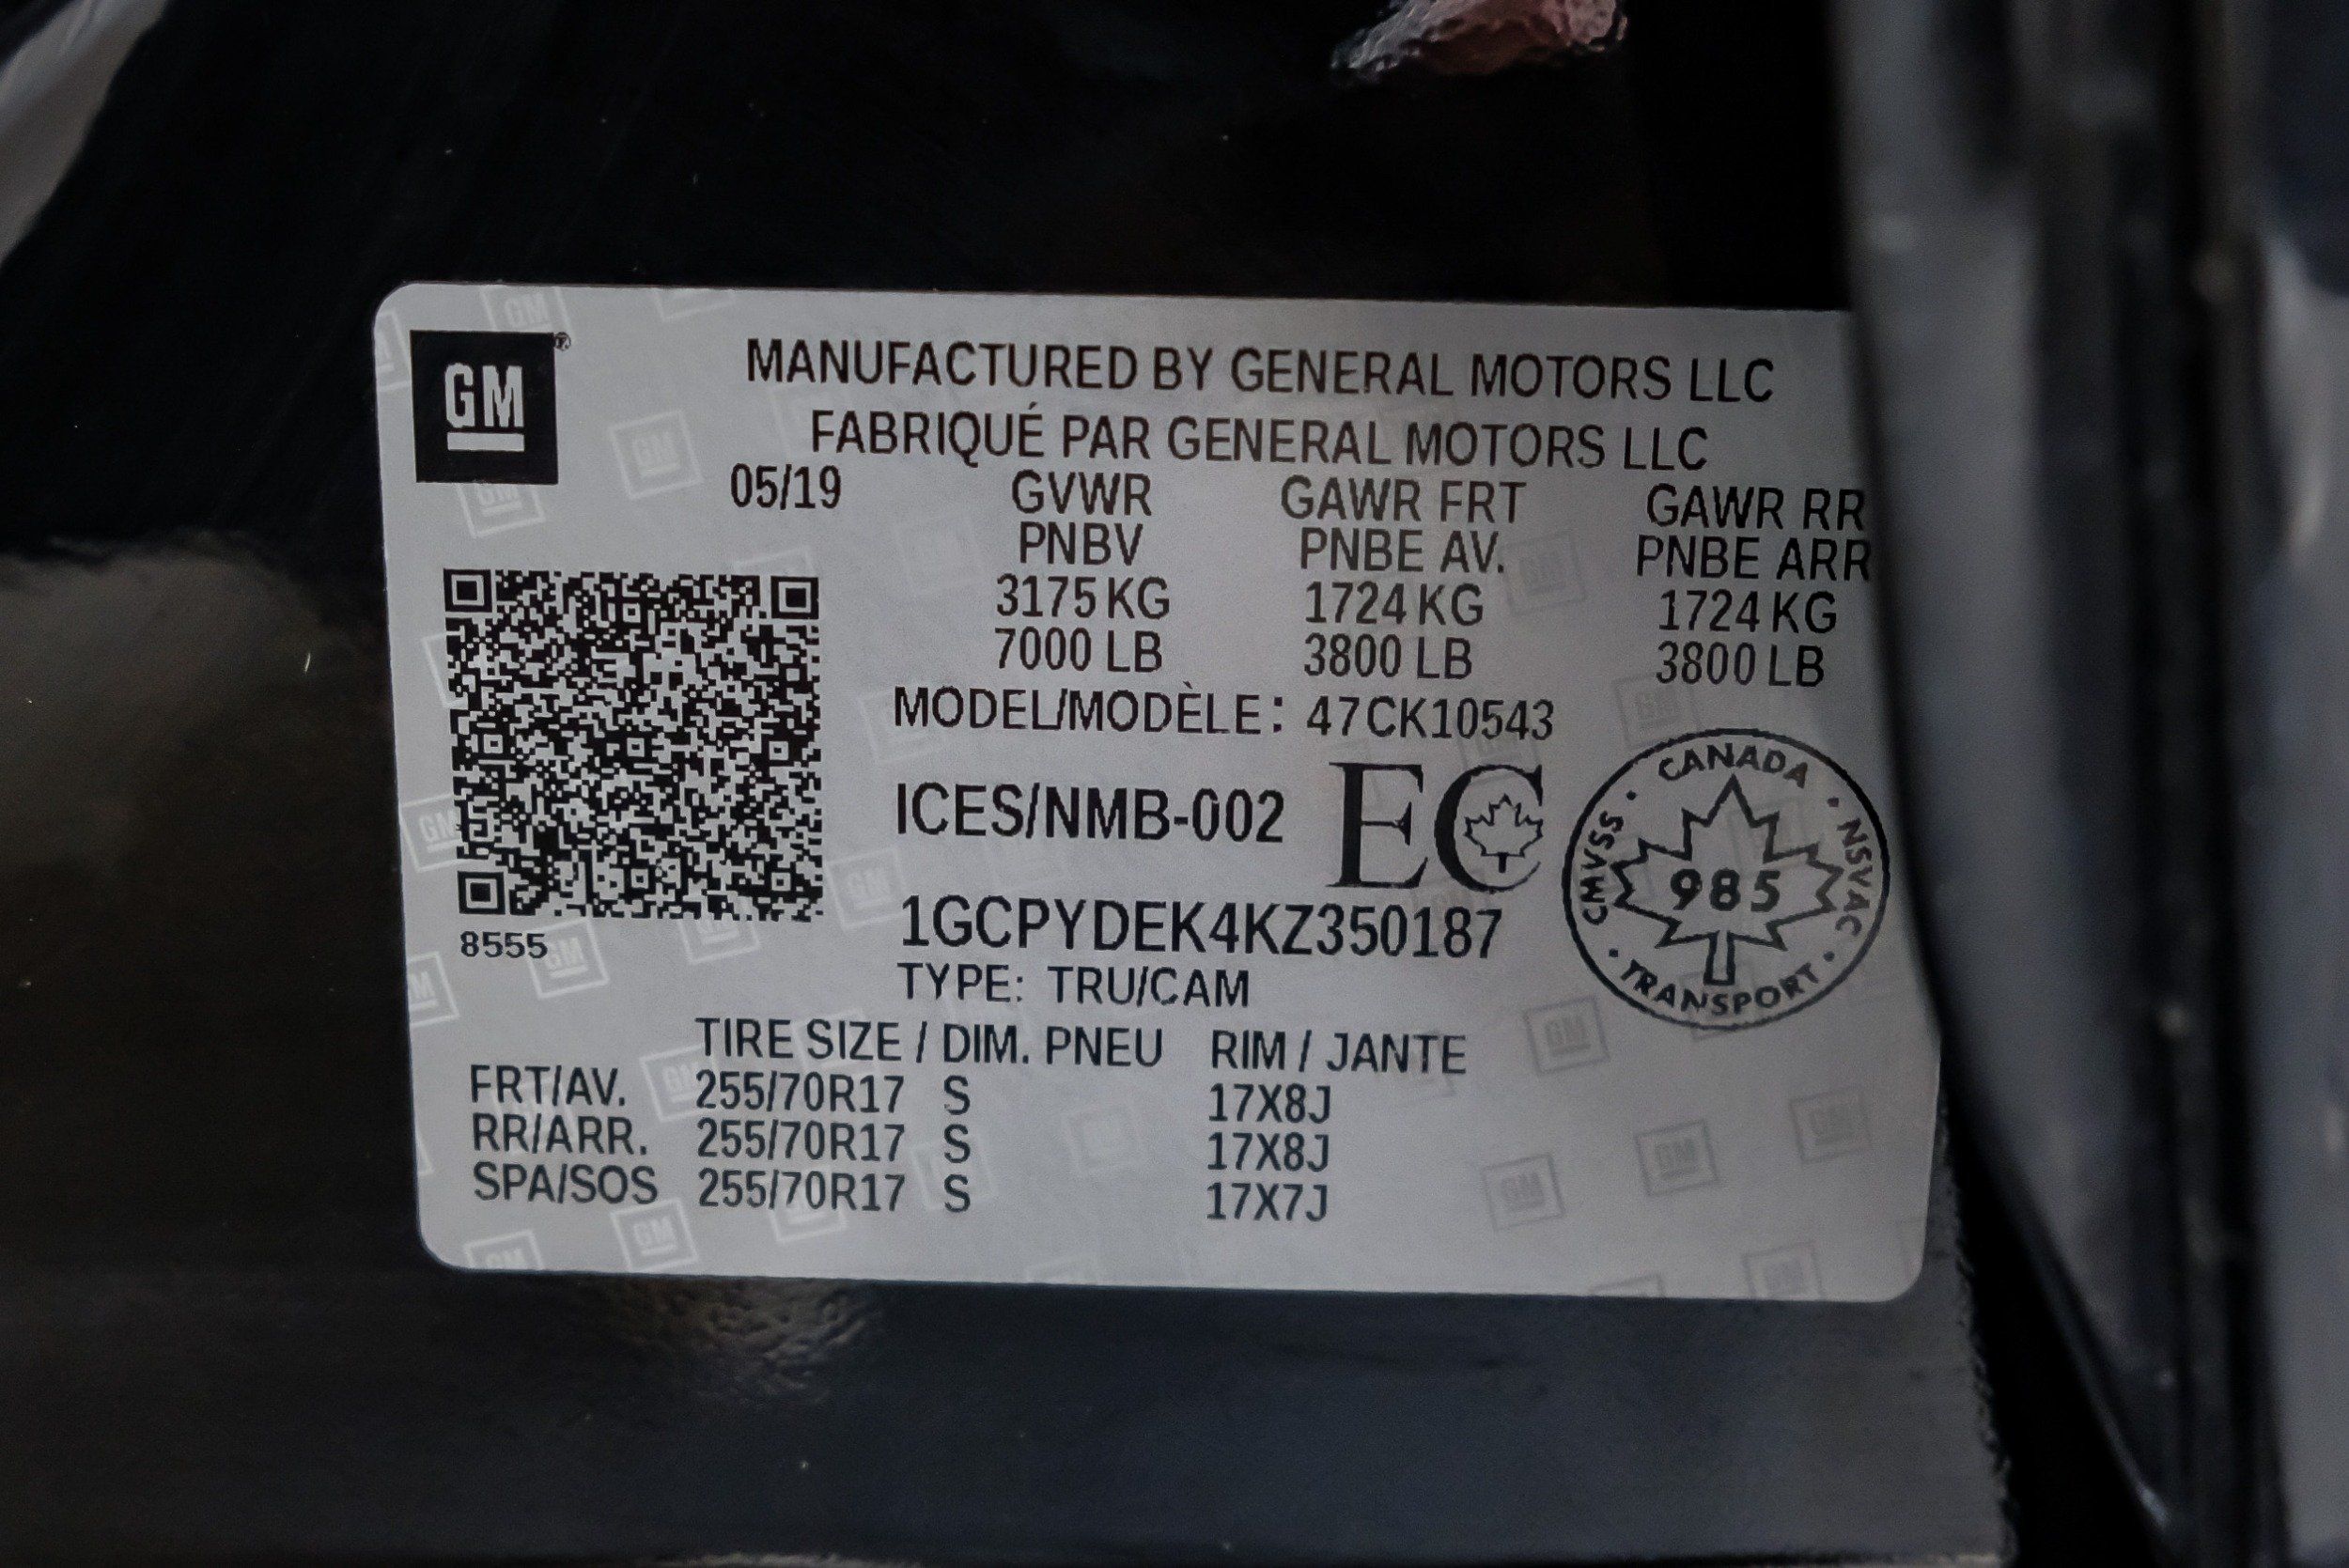 GM
MANUFACTURED BY GENERAL MOTORS LLC
FABRIQUÉ PAR GENERAL MOTORS LLC
05/19 GVWR GAWR FRT GAWR RR
PNBV PNBE AV. PNBE ARR
3175 KG 1724 KG 1724 KG
7000 LB 3800 LB 3800 LB
MODEL/MODÈLE: 47CK10543
ICES/NMB-002 EC
CANADA · NSVAC · TRANSPORT · CMVSS ·
985
1GCPYDEK4KZ350187
8555
TYPE: TRU/CAM
TIRE SIZE / DIM. PNEU RIM / JANTE
FRT/AV. 255/70R17 S 17X8J
RR/ARR. 255/70R17 S 17X8J
SPA/SOS 255/70R17 S 17X7J